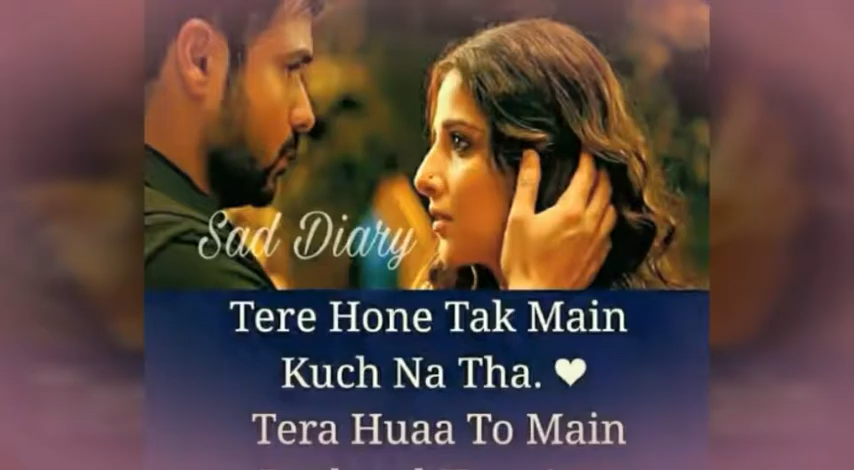 Sad Diary
Tere Hone Tak Main
Kuch Na Tha. ♥
Tera Huaa To Main